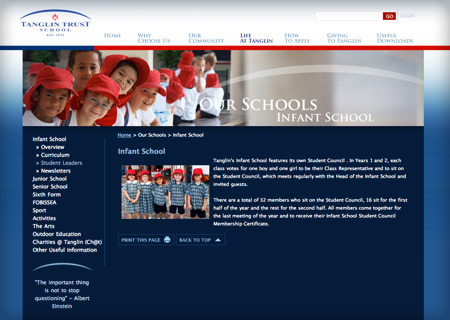 TANGLIN TRUST
SCHOOL
EST. 1925
GO LOGIN
HOME
WHY
CHOOSE US
OUR
COMMUNITY
LIFE
AT TANGLIN
HOW
TO APPLY
GIVING
TO TANGLIN
USEFUL
DOWNLOADS
OUR SCHOOLS
INFANT SCHOOL
Infant School
Overview
Curriculum
Student Leaders
Newsletters
Junior School
Senior School
Sixth Form
FOBISSEA
Sport
Activities
The Arts
Outdoor Education
Charities @ Tanglin (Ch@t)
Other Useful Information
"The important thing
is not to stop
questioning" - Albert
Einstein
Home > Our Schools > Infant School
Infant School
Tanglin's Infant School features its own Student Council . In Years 1 and 2, each
class votes for one boy and one girl to be their Class Representative and to sit on
the Student Council, which meets regularly with the Head of the Infant School and
invited guests.
There are a total of 32 members who sit on the Student Council, 16 sit for the first
half of the year and the rest for the second half. All members come together for
the last meeting of the year and to receive their Infant School Student Council
Membership Certificate.
PRINT THIS PAGE
BACK TO TOP